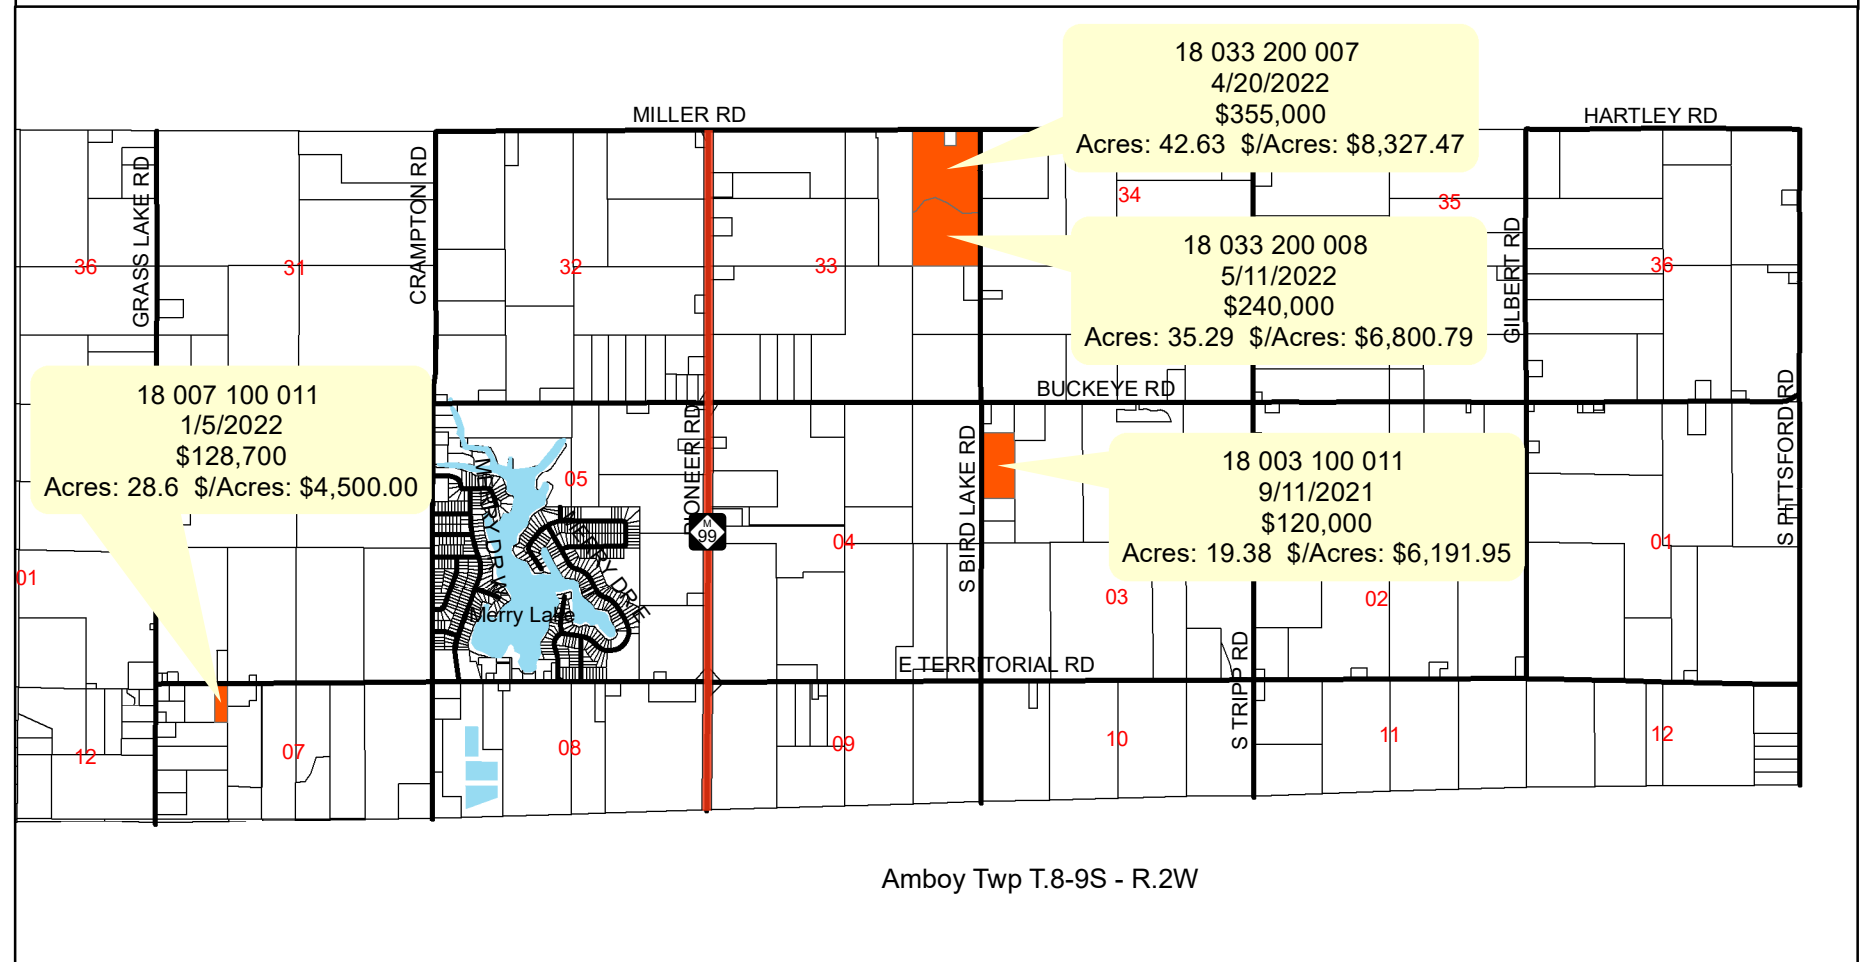 18 033 200 007
4/20/2022
$355,000
Acres: 42.63 $/Acres: $8,327.47
MILLER RD
HARTLEY RD
GRASS LAKE RD
CRAMPTON RD
34
35
36
31
32
33
36
18 033 200 008
5/11/2022
$240,000
Acres: 35.29 $/Acres: $6,800.79
GILBERT RD
BUCKEYE RD
S PITTSFORD RD
18 007 100 011
1/5/2022
$128,700
Acres: 28.6 $/Acres: $4,500.00
PIONEER RD
S BIRD LAKE RD
18 003 100 011
9/11/2021
$120,000
Acres: 19.38 $/Acres: $6,191.95
MERRY DR W
MERRY DR E
05
M
99
04
01
01
03
02
Merry Lake
E TERRITORIAL RD
S TRIPP RD
12
07
08
09
10
11
12
Amboy Twp T.8-9S - R.2W